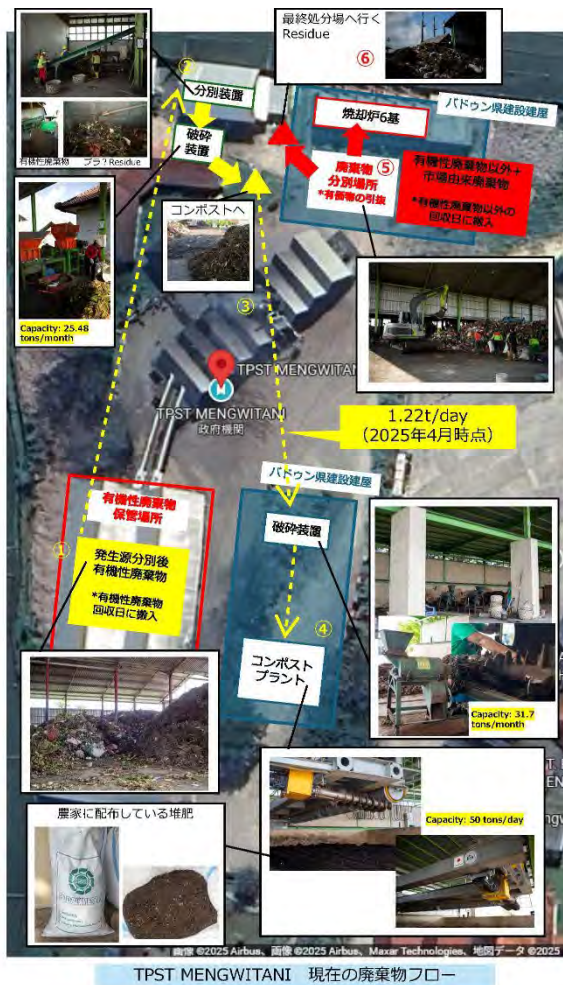 最終処分場へ行く
Residue
⑥
②
分別装置
焼却炉6基
バドゥン県建設建屋
破砕
装置
有機性廃棄物
プラ？Residue
廃棄物
分別場所
*有価物の引抜
⑤
有機性廃棄物以外＋
市場由来廃棄物
*有機性廃棄物以外の
回収日に搬入
コンポストへ
③
Capacity: 25.48
tons/month
TPST MENGWITANI
TPST MENGWITANI
政府機関
1.22t/day
（2025年4月時点）
バドゥン県建設建屋
有機性廃棄物
保管場所
①
発生源分別後
有機性廃棄物
*有機性廃棄物
回収日に搬入
破砕装置
④
コンポスト
プラント
Capacity: 31.7
tons/month
農家に配布している堆肥
Capacity: 50 tons/day
画像 ©2025 Airbus、画像 ©2025 Airbus、Maxar Technologies、地図データ ©2025
TPST MENGWITANI 現在の廃棄物フロー